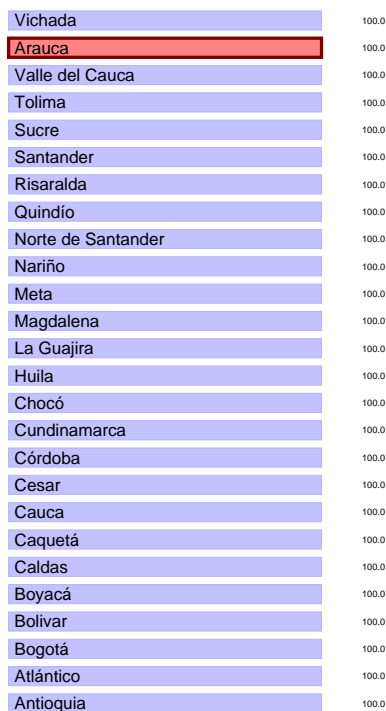 Vichada 100.0
Arauca 100.0
Valle del Cauca 100.0
Tolima 100.0
Sucre 100.0
Santander 100.0
Risaralda 100.0
Quindío 100.0
Norte de Santander 100.0
Nariño 100.0
Meta 100.0
Magdalena 100.0
La Guajira 100.0
Huila 100.0
Chocó 100.0
Cundinamarca 100.0
Córdoba 100.0
Cesar 100.0
Cauca 100.0
Caquetá 100.0
Caldas 100.0
Boyacá 100.0
Bolivar 100.0
Bogotá 100.0
Atlántico 100.0
Antioquia 100.0